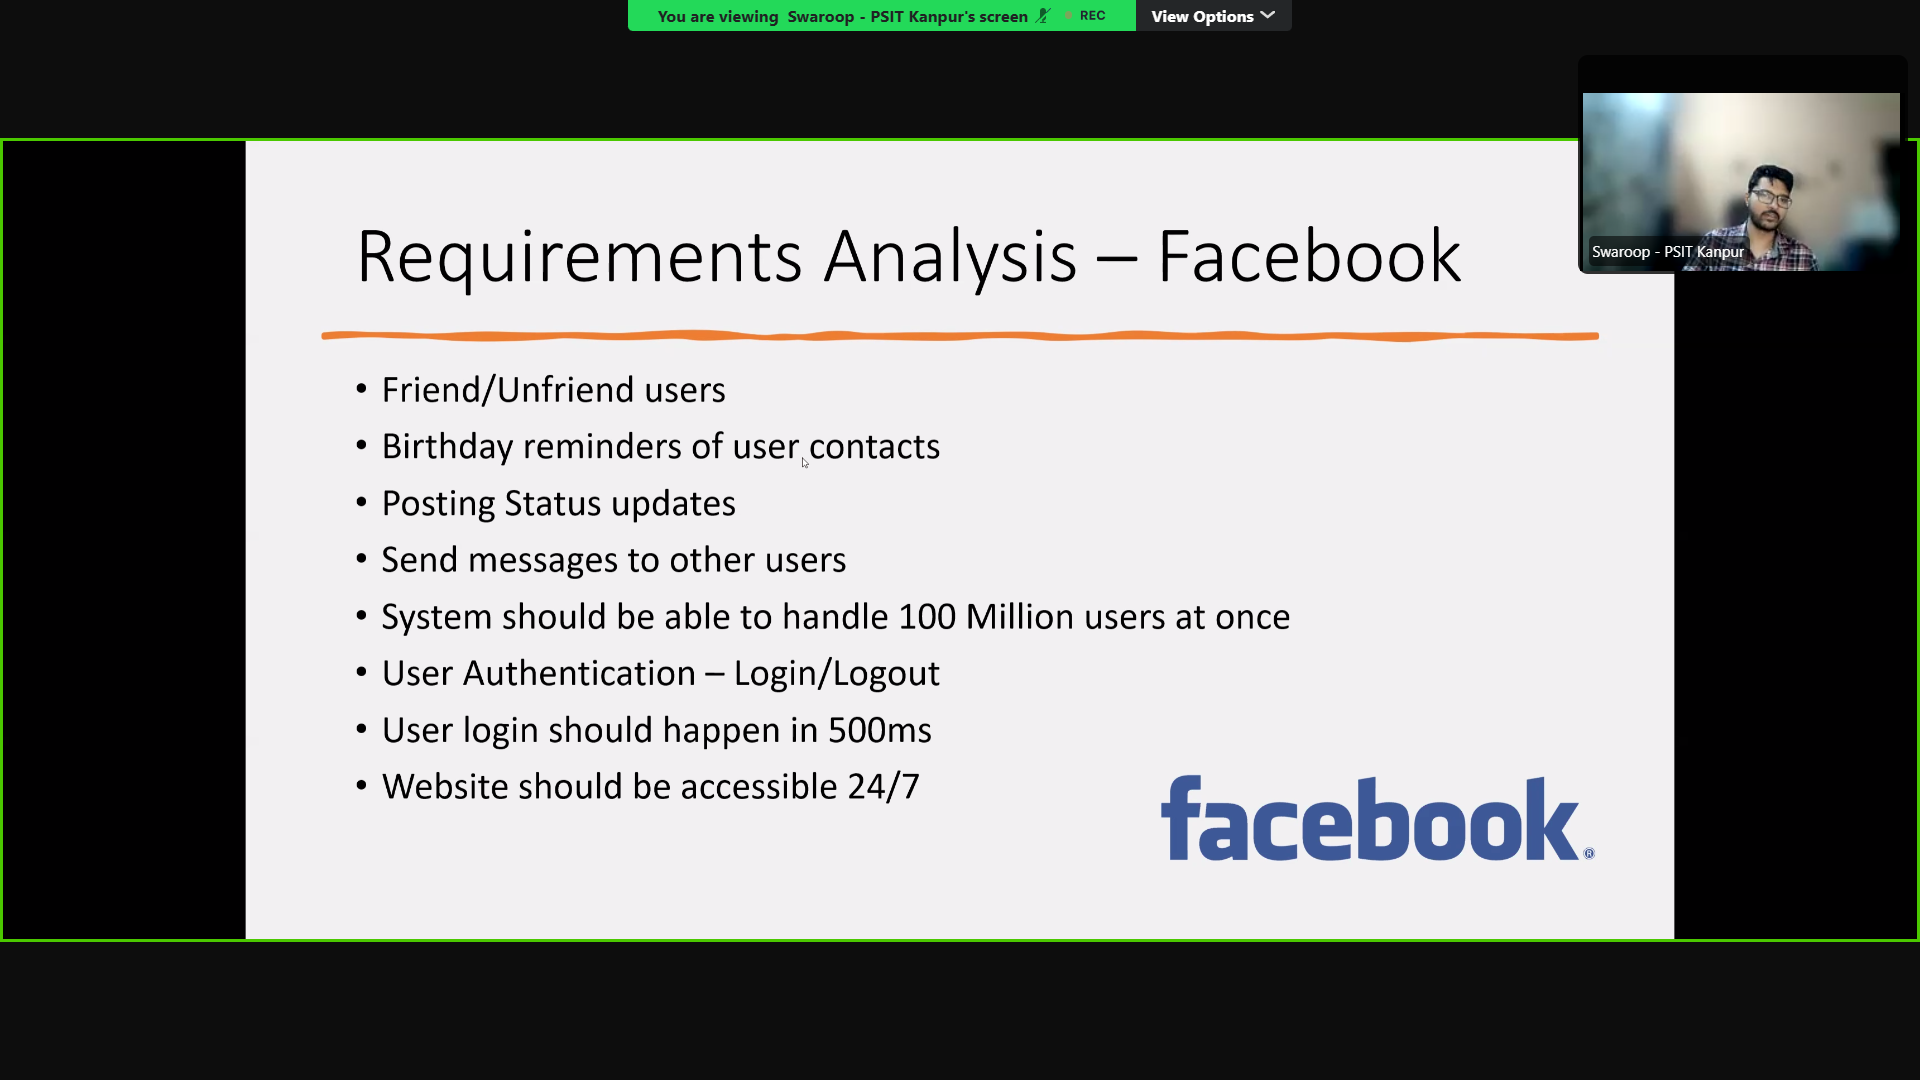 You are viewing Swaroop - PSIT Kanpur's screen REC View Options
Swaroop - PSIT Kanpur
Requirements Analysis – Facebook
• Friend/Unfriend users
• Birthday reminders of user contacts
• Posting Status updates
• Send messages to other users
• System should be able to handle 100 Million users at once
• User Authentication – Login/Logout
• User login should happen in 500ms
• Website should be accessible 24/7
facebook®